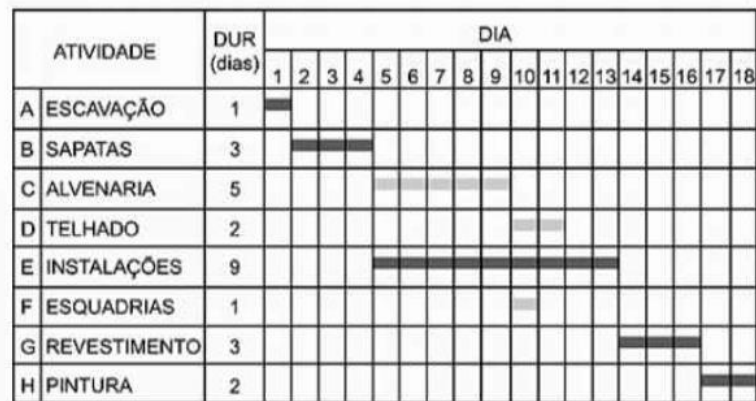 ATIVIDADE DUR (dias) DIA
1 2 3 4 5 6 7 8 9 10 11 12 13 14 15 16 17 18
A ESCAVAÇÃO 1
B SAPATAS 3
C ALVENARIA 5
D TELHADO 2
E INSTALAÇÕES 9
F ESQUADRIAS 1
G REVESTIMENTO 3
H PINTURA 2